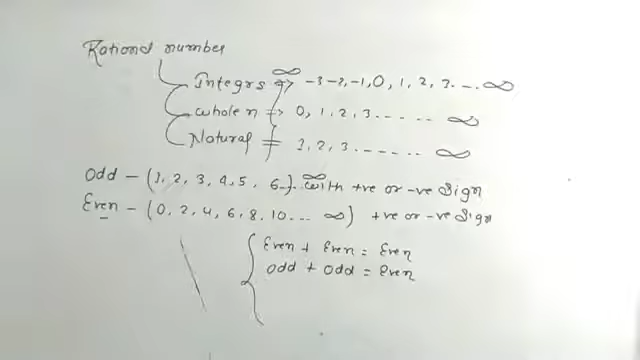 Rational number
Integrs ∞ -3 -2, -1, 0, 1, 2, 3. - .. ∞
whole n → 0, 1, 2, 3 - - - . . . . ∞
Natural = 1, 2, 3 . - - . . - . . ∞
Odd - (1, 2, 3, 4, 5, 6..) ∞ with +ve or -ve Sign
Even - (0, 2, 4, 6, 8. 10... ∞) +ve or -ve Sign
Even + Even = Even
Odd + Odd = Even